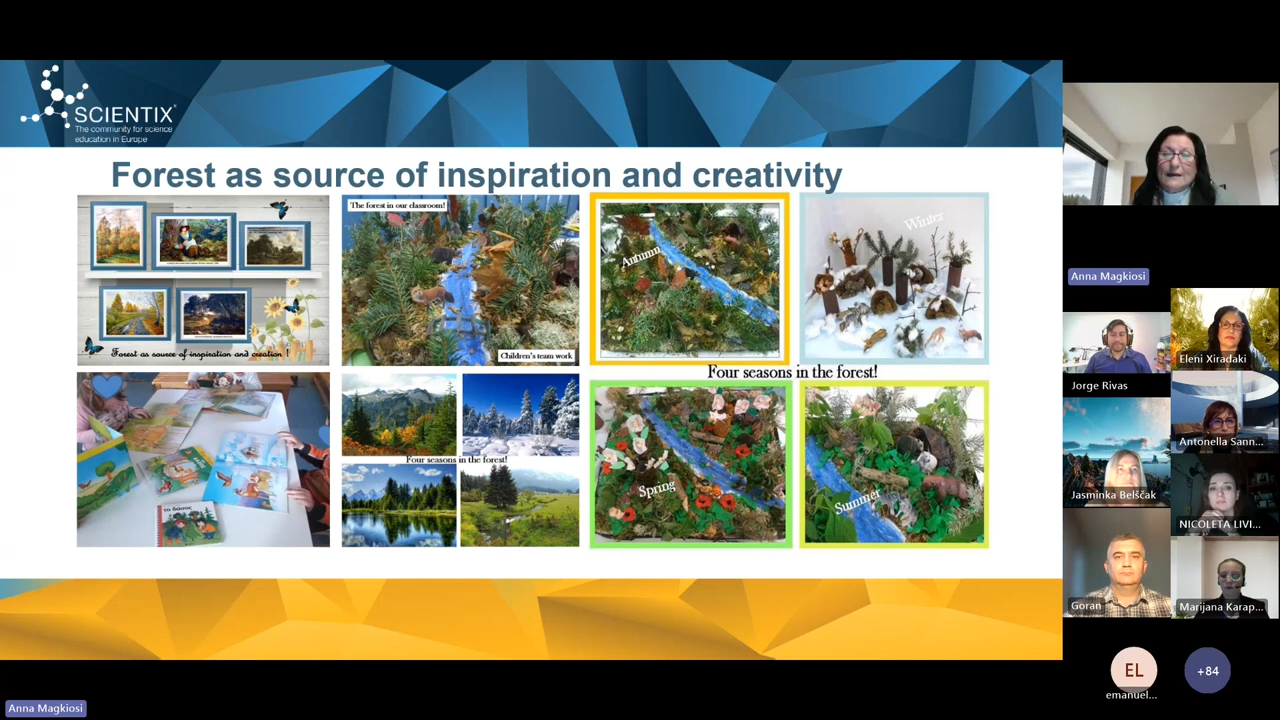 SCIENTIX
The community for science
education in Europe
Forest as source of inspiration and creativity
Forest as source of inspiration and creation !
The forest in our classroom!
Children's team work
Autumn
Winter
Four seasons in the forest!
το δάσος
Four seasons in the forest!
Spring
Summer
Anna Magkiosi
Jorge Rivas
Eleni Xiradaki
Antonella Sann...
Jasminka Belščak
NICOLETA LIVI...
Goran
Marijana Karap...
EL
emanuel...
+84
Anna Magkiosi